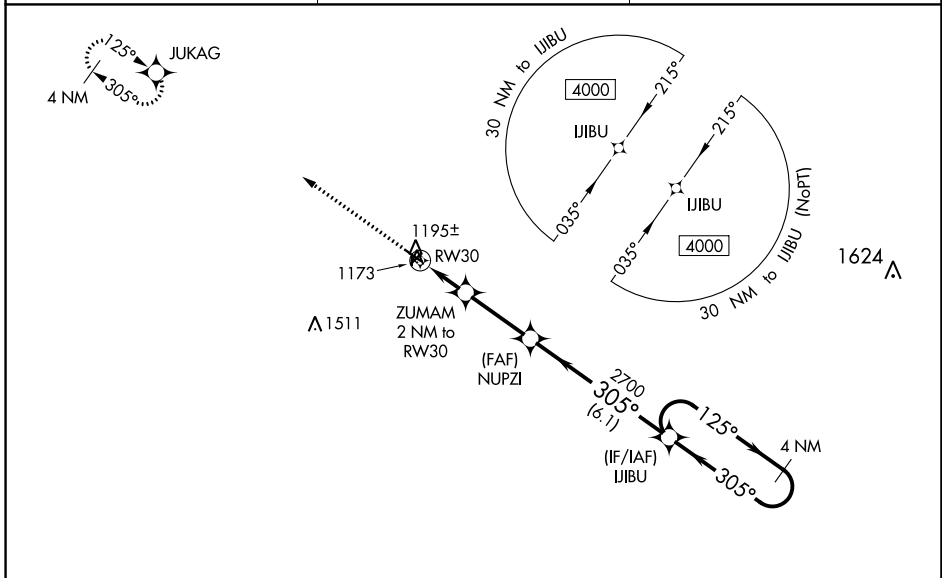 JUKAG
125°
305°
4 NM
30 NM to IJIBU
4000
215°
IJIBU
035°
215°
IJIBU
035°
4000
30 NM to IJIBU (NoPT)
1624
1195±
RW30
1173
1511
ZUMAM
2 NM to
RW30
(FAF)
NUPZI
2700
305°
(6.1)
(IF/IAF)
IJIBU
125°
305°
4 NM